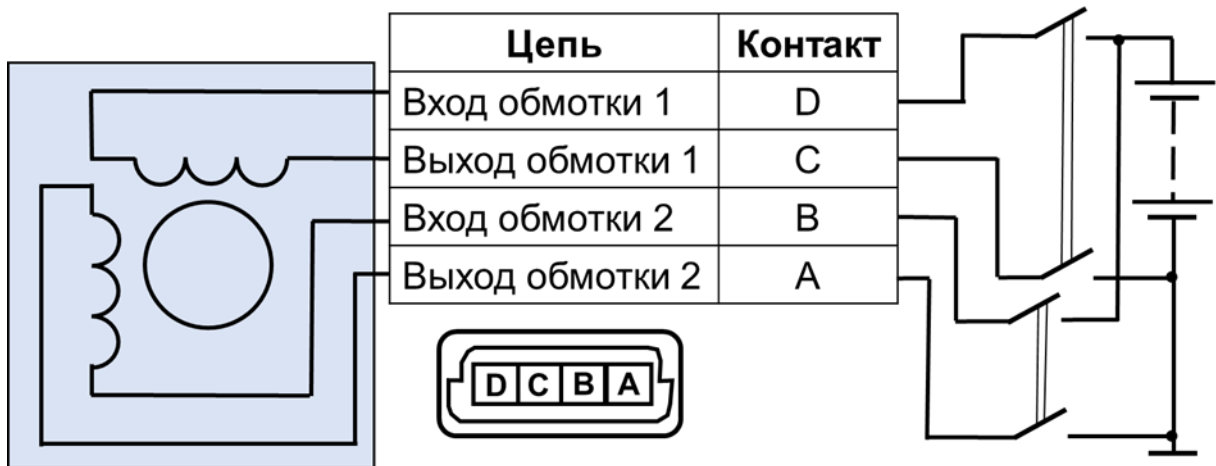 Цепь Контакт
Вход обмотки 1 D
Выход обмотки 1 C
Вход обмотки 2 B
Выход обмотки 2 A
D C B A